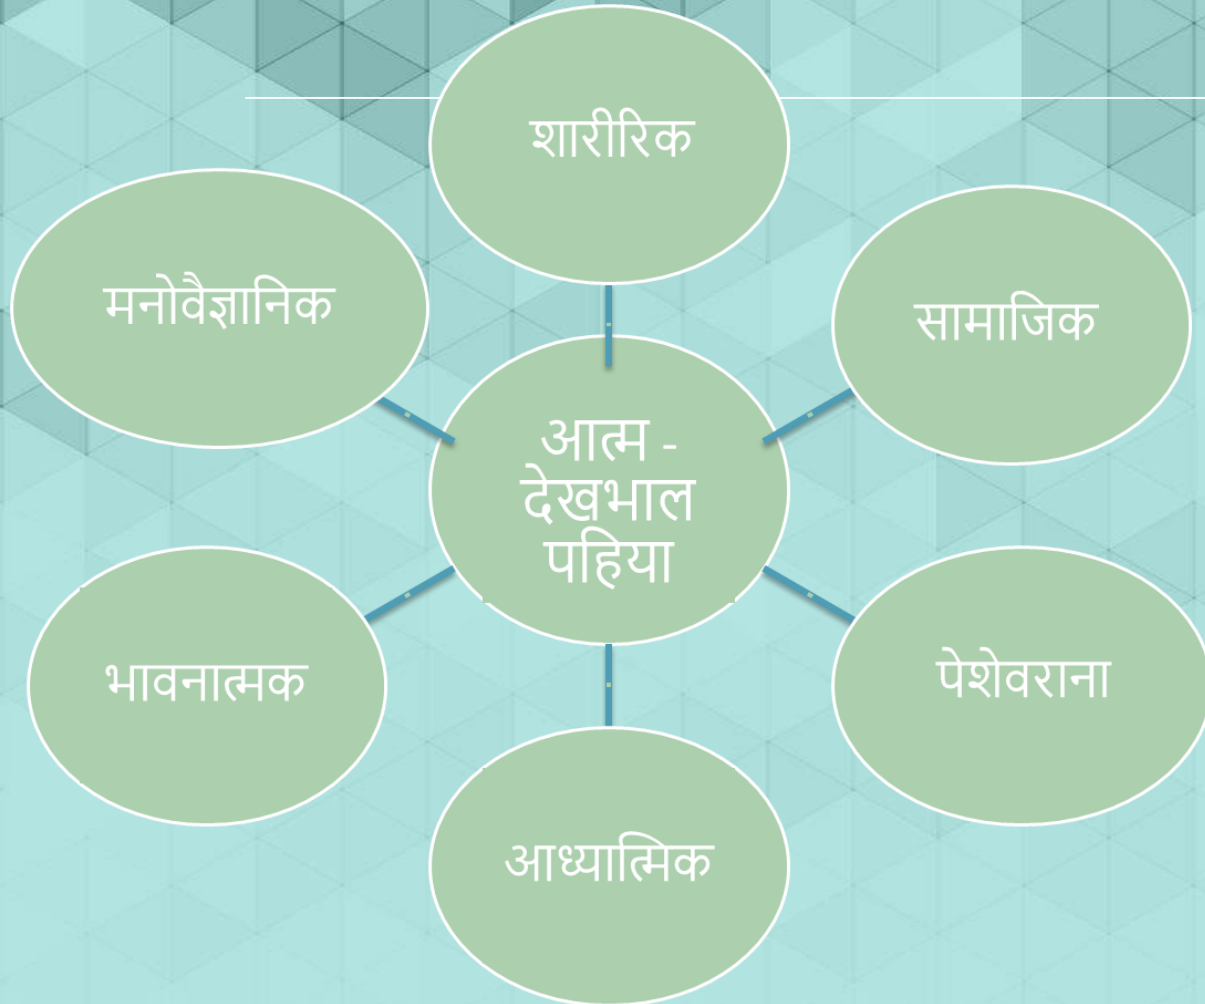 शारीरिक
मनोवैज्ञानिक
सामाजिक
आत्म -
देखभाल
पहिया
भावनात्मक
पेशेवराना
आध्यात्मिक